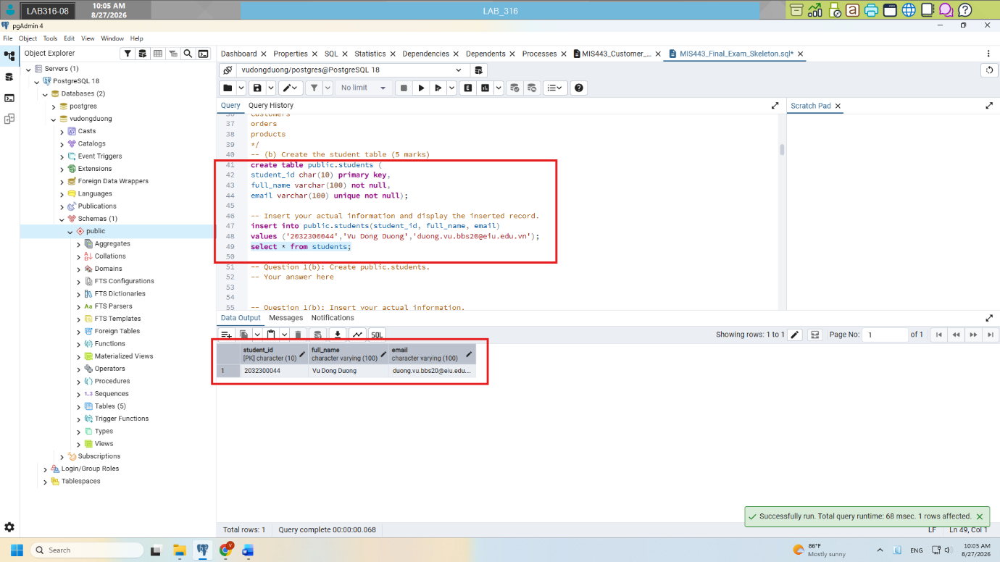 LAB316-08
10:05 AM
8/27/2026
LAB_316
pgAdmin 4
File Object Tools Edit View Window Help
Object Explorer
Dashboard Properties SQL Statistics Dependencies Dependents Processes MIS443_Customer_... MIS443_Final_Exam_Skeleton.sql*
vudongduong/postgres@PostgreSQL 18
No limit
Query Query History
Scratch Pad
Servers (1)
PostgreSQL 18
Databases (2)
postgres
vudongduong
Casts
Catalogs
Event Triggers
Extensions
Foreign Data Wrappers
Languages
Publications
Schemas (1)
public
Aggregates
Collations
Domains
FTS Configurations
FTS Dictionaries
FTS Parsers
FTS Templates
Foreign Tables
Functions
Materialized Views
Operators
Procedures
Sequences
Tables (5)
Trigger Functions
Types
Views
Subscriptions
Login/Group Roles
Tablespaces
36 customers
37 orders
38 products
39 */
40 -- (b) Create the student table (5 marks)
41 create table public.students (
42 student_id char(10) primary key,
43 full_name varchar(100) not null,
44 email varchar(100) unique not null);
45
46 -- Insert your actual information and display the inserted record.
47 insert into public.students(student_id, full_name, email)
48 values ('2032300044','Vu Dong Duong','duong.vu.bbs20@eiu.edu.vn');
49 select * from students;
50
51 -- Question 1(b): Create public.students.
52 -- Your answer here
53
54
55 -- Question 1(b): Insert your actual information.
Data Output Messages Notifications
SQL
Showing rows: 1 to 1
Page No: 1 of 1
student_id full_name email
[PK] character (10) character varying (100) character varying (100)
1 2032300044 Vu Dong Duong duong.vu.bbs20@eiu.edu....
Successfully run. Total query runtime: 68 msec. 1 rows affected.
Total rows: 1 Query complete 00:00:00.068
LF Ln 49, Col 1
Search
86°F
Mostly sunny
ENG
10:05 AM
8/27/2026